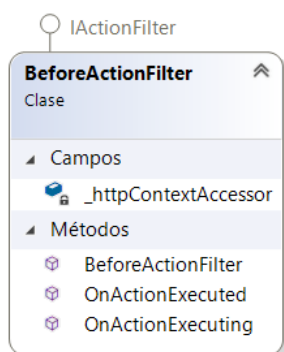 IActionFilter
BeforeActionFilter
Clase
Campos
_httpContextAccessor
Métodos
BeforeActionFilter
OnActionExecuted
OnActionExecuting